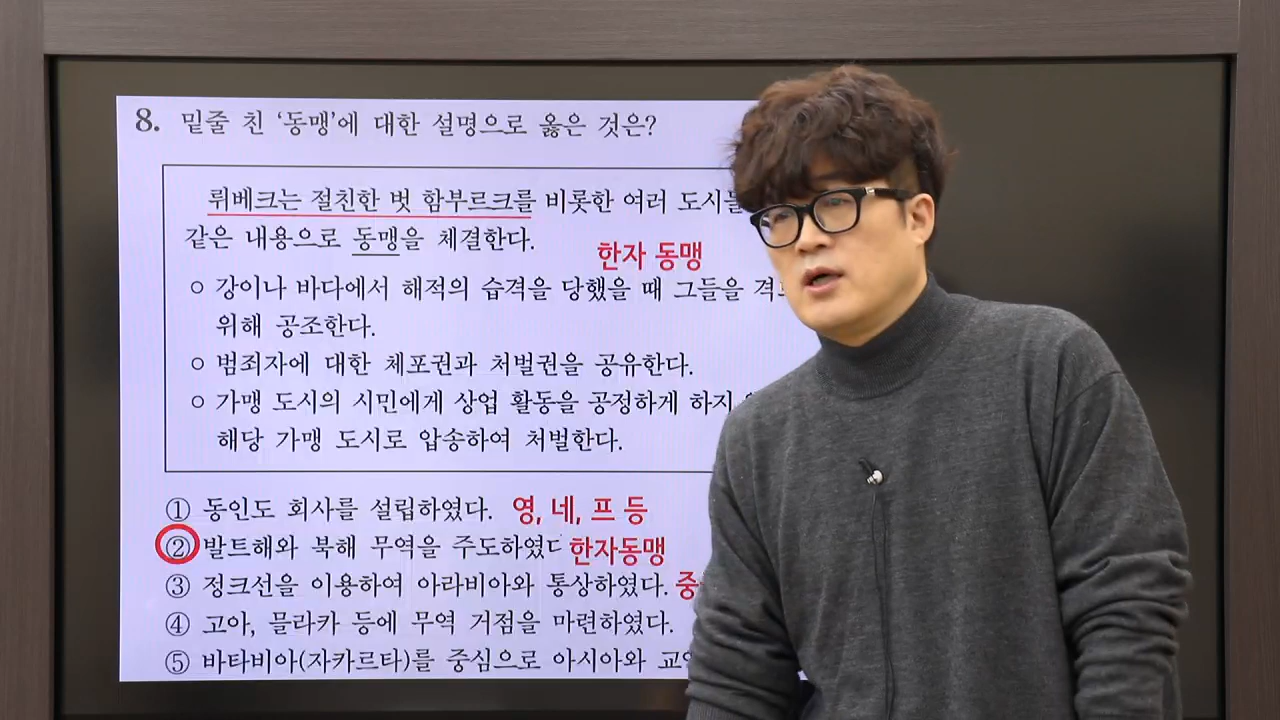 8. 밑줄 친 ‘동맹’에 대한 설명으로 옳은 것은?
뤼베크는 절친한 벗 함부르크를 비롯한 여러
같은 내용으로 동맹을 체결한다.
한자 동맹
○ 강이나 바다에서 해적의 습격을 당했을 때 그들을
위해 공조한다.
○ 범죄자에 대한 체포권과 처벌권을 공유한다.
○ 가맹 도시의 시민에게 상업 활동을 공정하게 하지
해당 가맹 도시로 압송하여 처벌한다.
① 동인도 회사를 설립하였다. 영, 네, 프 등
② 발트해와 북해 무역을 주도하였다 한자동맹
③ 정크선을 이용하여 아라비아와 통상하였다.
④ 고아, 믈라카 등에 무역 거점을 마련하였다.
⑤ 바타비아(자카르타)를 중심으로 아시아와